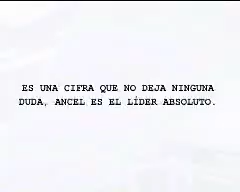 ES UNA CIFRA QUE NO DEJA NINGUNA
DUDA, ANCEL ES EL LÍDER ABSOLUTO.